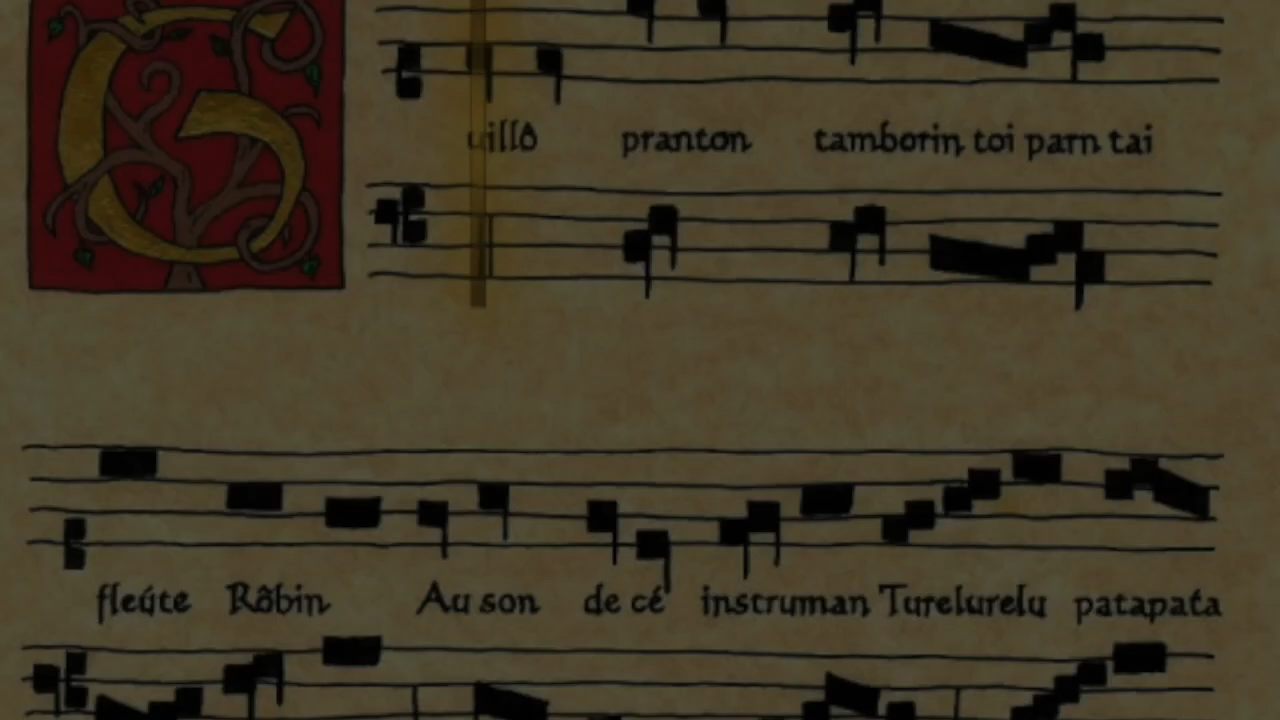 G uillô pranton tamborin toi parn tai
fleúte Rôbin Au son de cé instruman Turelurelu patapata